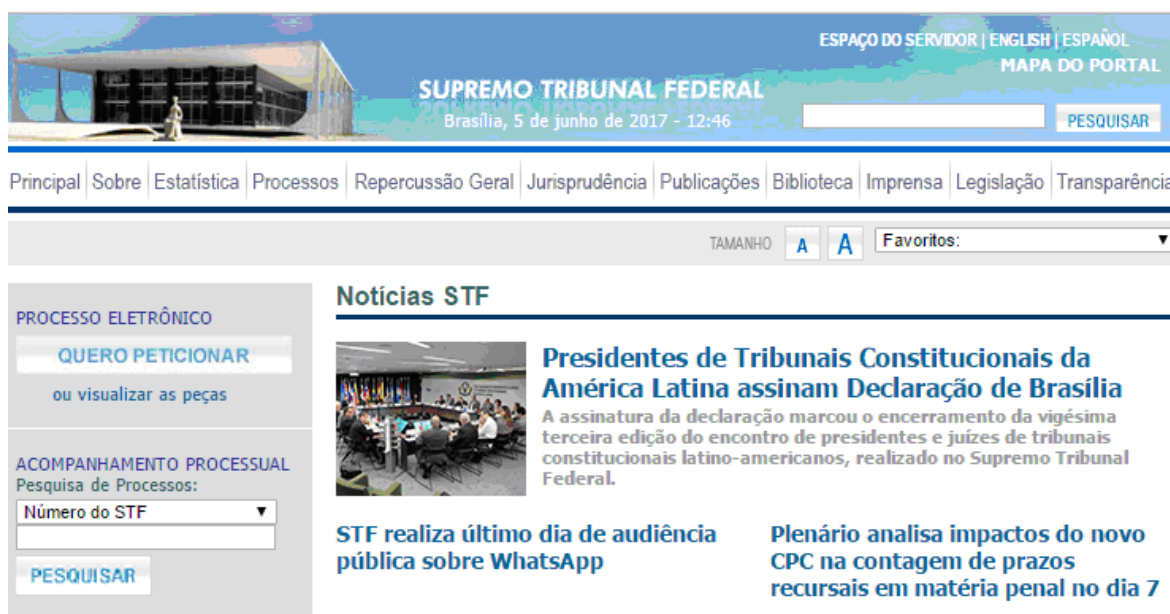 ESPAÇO DO SERVIDOR | ENGLISH | ESPAÑOL
MAPA DO PORTAL
SUPREMO TRIBUNAL FEDERAL
Brasília, 5 de junho de 2017 - 12:46
PESQUISAR
Principal Sobre Estatística Processos Repercussão Geral Jurisprudência Publicações Biblioteca Imprensa Legislação Transparência
TAMANHO A A Favoritos:
PROCESSO ELETRÔNICO
QUERO PETICIONAR
ou visualizar as peças
ACOMPANHAMENTO PROCESSUAL
Pesquisa de Processos:
Número do STF
PESQUISAR
Notícias STF
Presidentes de Tribunais Constitucionais da
América Latina assinam Declaração de Brasília
A assinatura da declaração marcou o encerramento da vigésima
terceira edição do encontro de presidentes e juízes de tribunais
constitucionais latino-americanos, realizado no Supremo Tribunal
Federal.
STF realiza último dia de audiência
pública sobre WhatsApp
Plenário analisa impactos do novo
CPC na contagem de prazos
recursais em matéria penal no dia 7